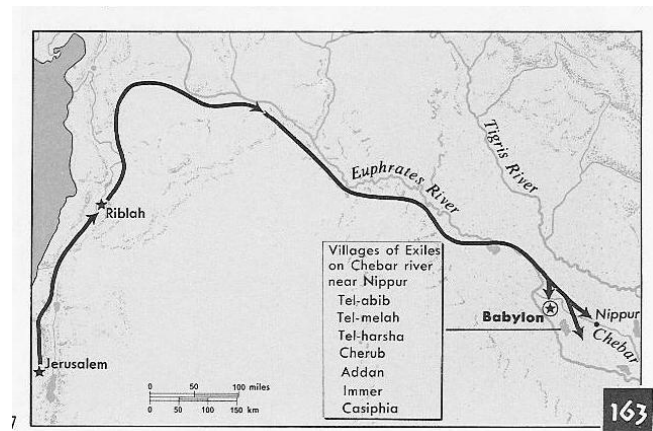 Tigris River
Euphrates River
Riblah
Villages of Exiles
on Chebar river
near Nippur
Tel-abib
Tel-melah
Tel-harsha
Cherub
Addan
Immer
Casiphia
Babylon
Nippur
Chebar
Jerusalem
0 50 100 miles
0 50 100 150 km
163
7